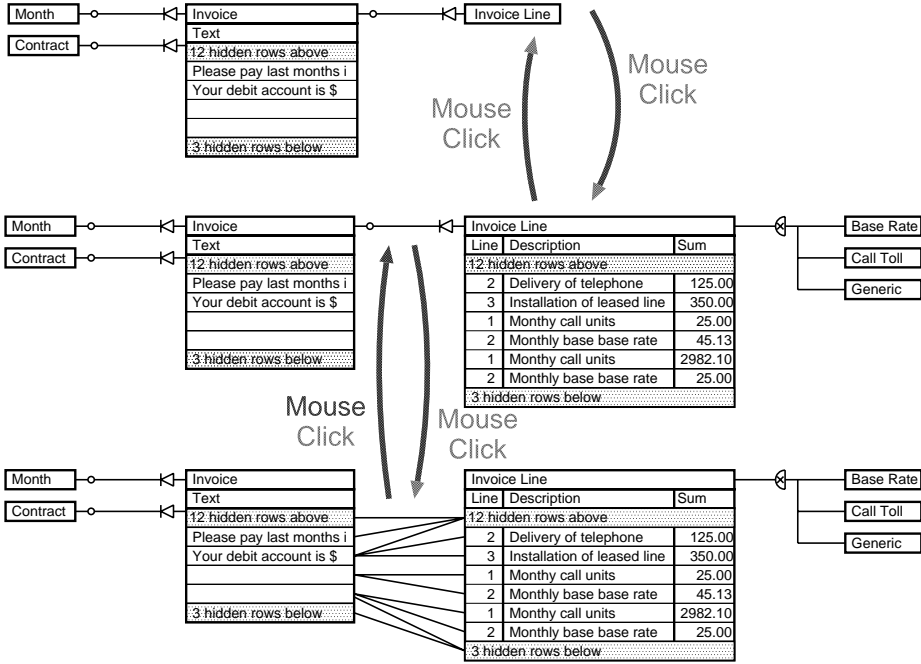 Month
Invoice
Invoice Line
Text
Contract
12 hidden rows above
Please pay last months i
Your debit account is $
3 hidden rows below
Mouse
Click
Mouse
Click
Month
Invoice
Invoice Line
Base Rate
Text
Line Description Sum
Contract
12 hidden rows above
12 hidden rows above
Call Toll
Please pay last months i
2 Delivery of telephone 125.00
Generic
Your debit account is $
3 Installation of leased line 350.00
1 Monthy call units 25.00
2 Monthly base base rate 45.13
3 hidden rows below
1 Monthy call units 2982.10
2 Monthly base base rate 25.00
3 hidden rows below
Mouse
Click
Mouse
Click
Month
Invoice
Invoice Line
Base Rate
Text
Line Description Sum
Contract
12 hidden rows above
12 hidden rows above
Call Toll
Please pay last months i
2 Delivery of telephone 125.00
Generic
Your debit account is $
3 Installation of leased line 350.00
1 Monthy call units 25.00
2 Monthly base base rate 45.13
3 hidden rows below
1 Monthy call units 2982.10
2 Monthly base base rate 25.00
3 hidden rows below